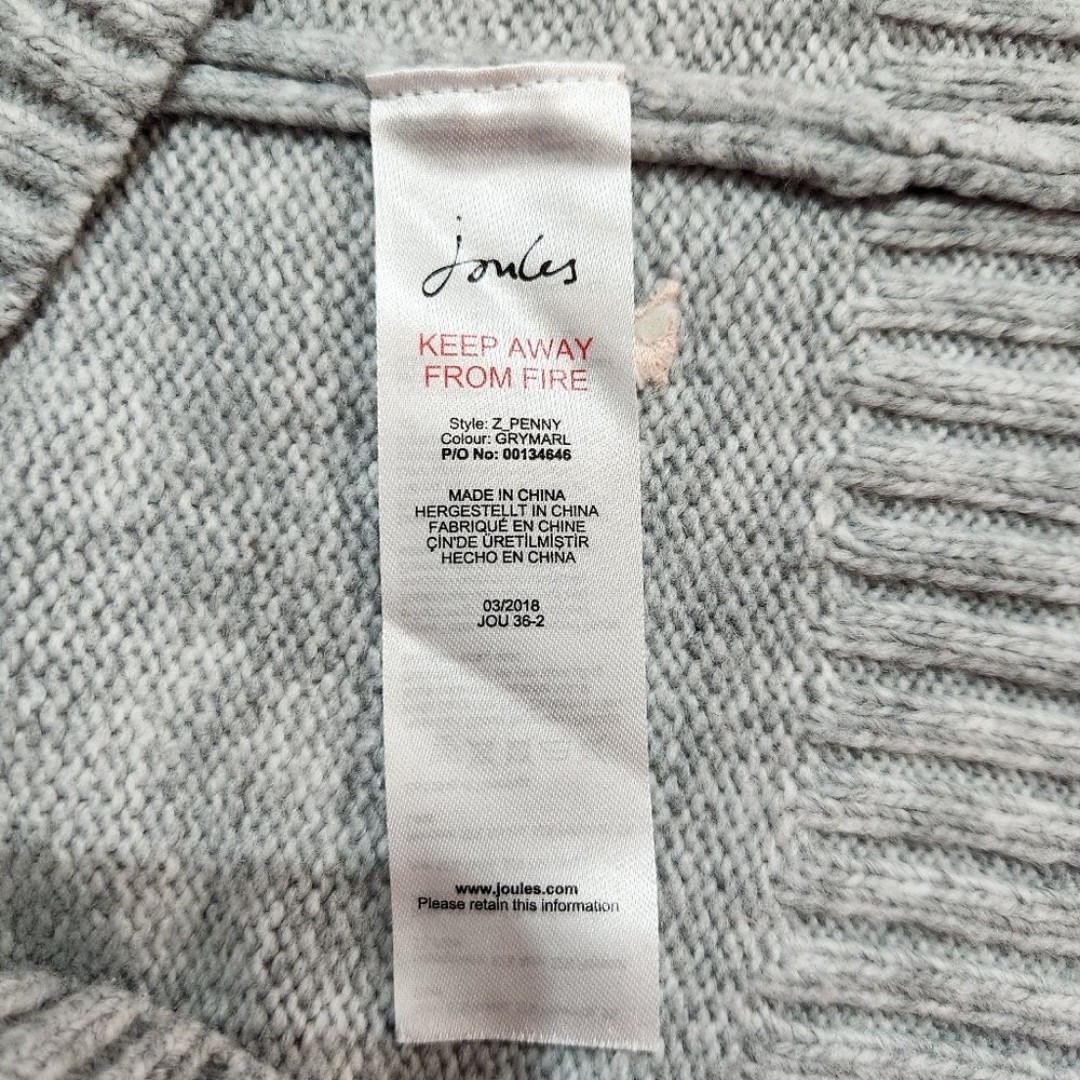 joules
KEEP AWAY
FROM FIRE
Style: Z_PENNY
Colour: GRYMARL
P/O No: 00134646
MADE IN CHINA
HERGESTELLT IN CHINA
FABRIQUÉ EN CHINE
ÇİN'DE ÜRETİLMİŞTİR
HECHO EN CHINA
03/2018
JOU 36-2
www.joules.com
Please retain this information